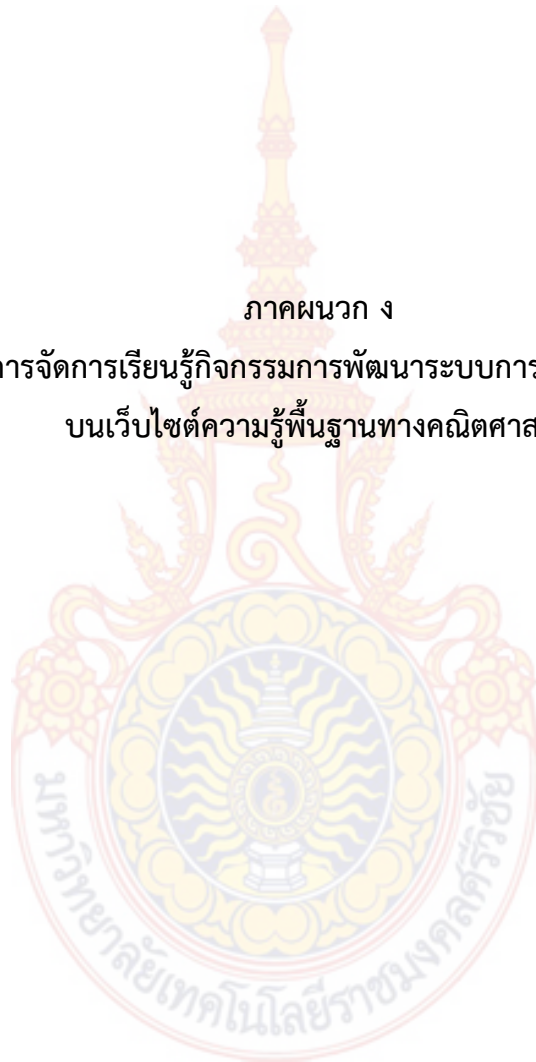 ภาคผนวก ง
การจัดการเรียนรู้กิจกรรมการพัฒนาระบบการ
บนเว็บไซต์ความรู้พื้นฐานทางคณิตศาส
มหาวิทยาลัยเทคโนโลยีราชมงคลศรีวิชัย